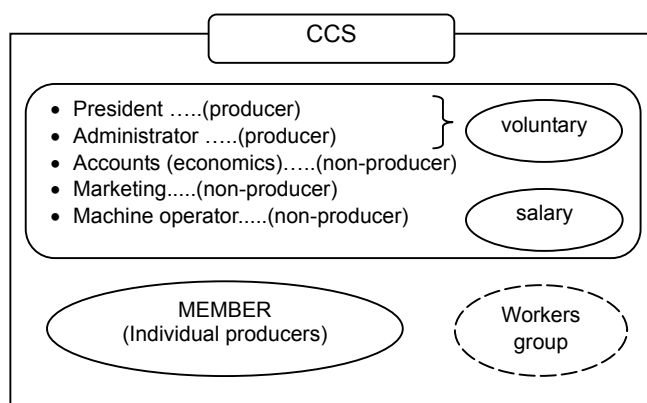 CCS
• President …..(producer)
• Administrator …..(producer)
• Accounts (economics)…..(non-producer)
• Marketing.....(non-producer)
• Machine operator.....(non-producer)
voluntary
salary
MEMBER
(Individual producers)
Workers
group